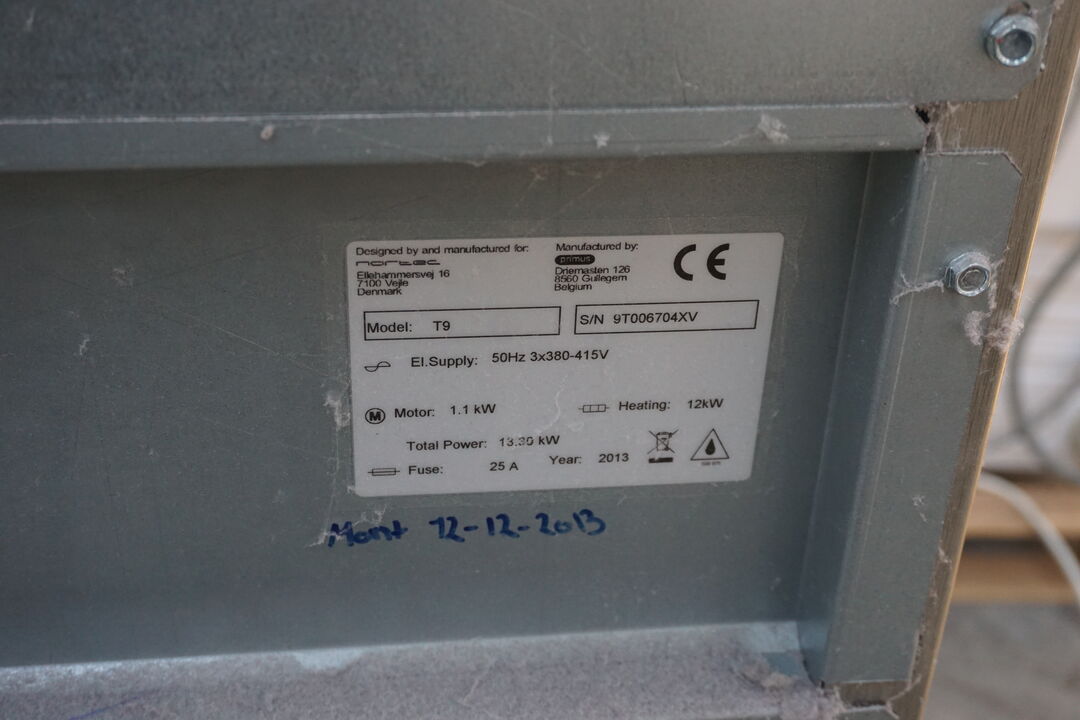 Designed by and manufactured for:
nortec
Ellehammersvej 16
7100 Vejle
Denmark
Manufactured by:
primus
Driemasten 126
8560 Gullegem
Belgium
CE
Model: T9
S/N 9T006704XV
El.Supply: 50Hz 3x380-415V
M Motor: 1.1 kW
Heating: 12kW
Total Power: 13.30 kW
Fuse: 25 A
Year: 2013
Mont 12-12-2013